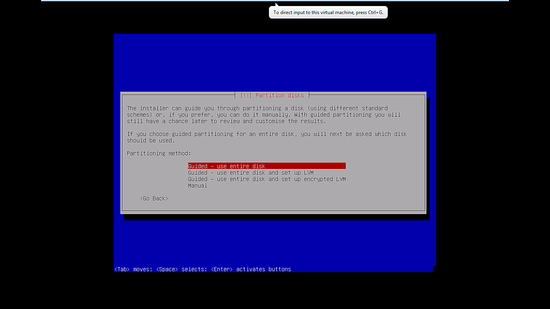 To direct input to this virtual machine, press Ctrl+G.
[!!] Partition disks
The installer can guide you through partitioning a disk (using different standard
schemes) or, if you prefer, you can do it manually. With guided partitioning you will
still have a chance later to review and customise the results.
If you choose guided partitioning for an entire disk, you will next be asked which disk
should be used.
Partitioning method:
Guided - use entire disk
Guided - use entire disk and set up LVM
Guided - use entire disk and set up encrypted LVM
Manual
<Go Back>
<Tab> moves; <Space> selects; <Enter> activates buttons